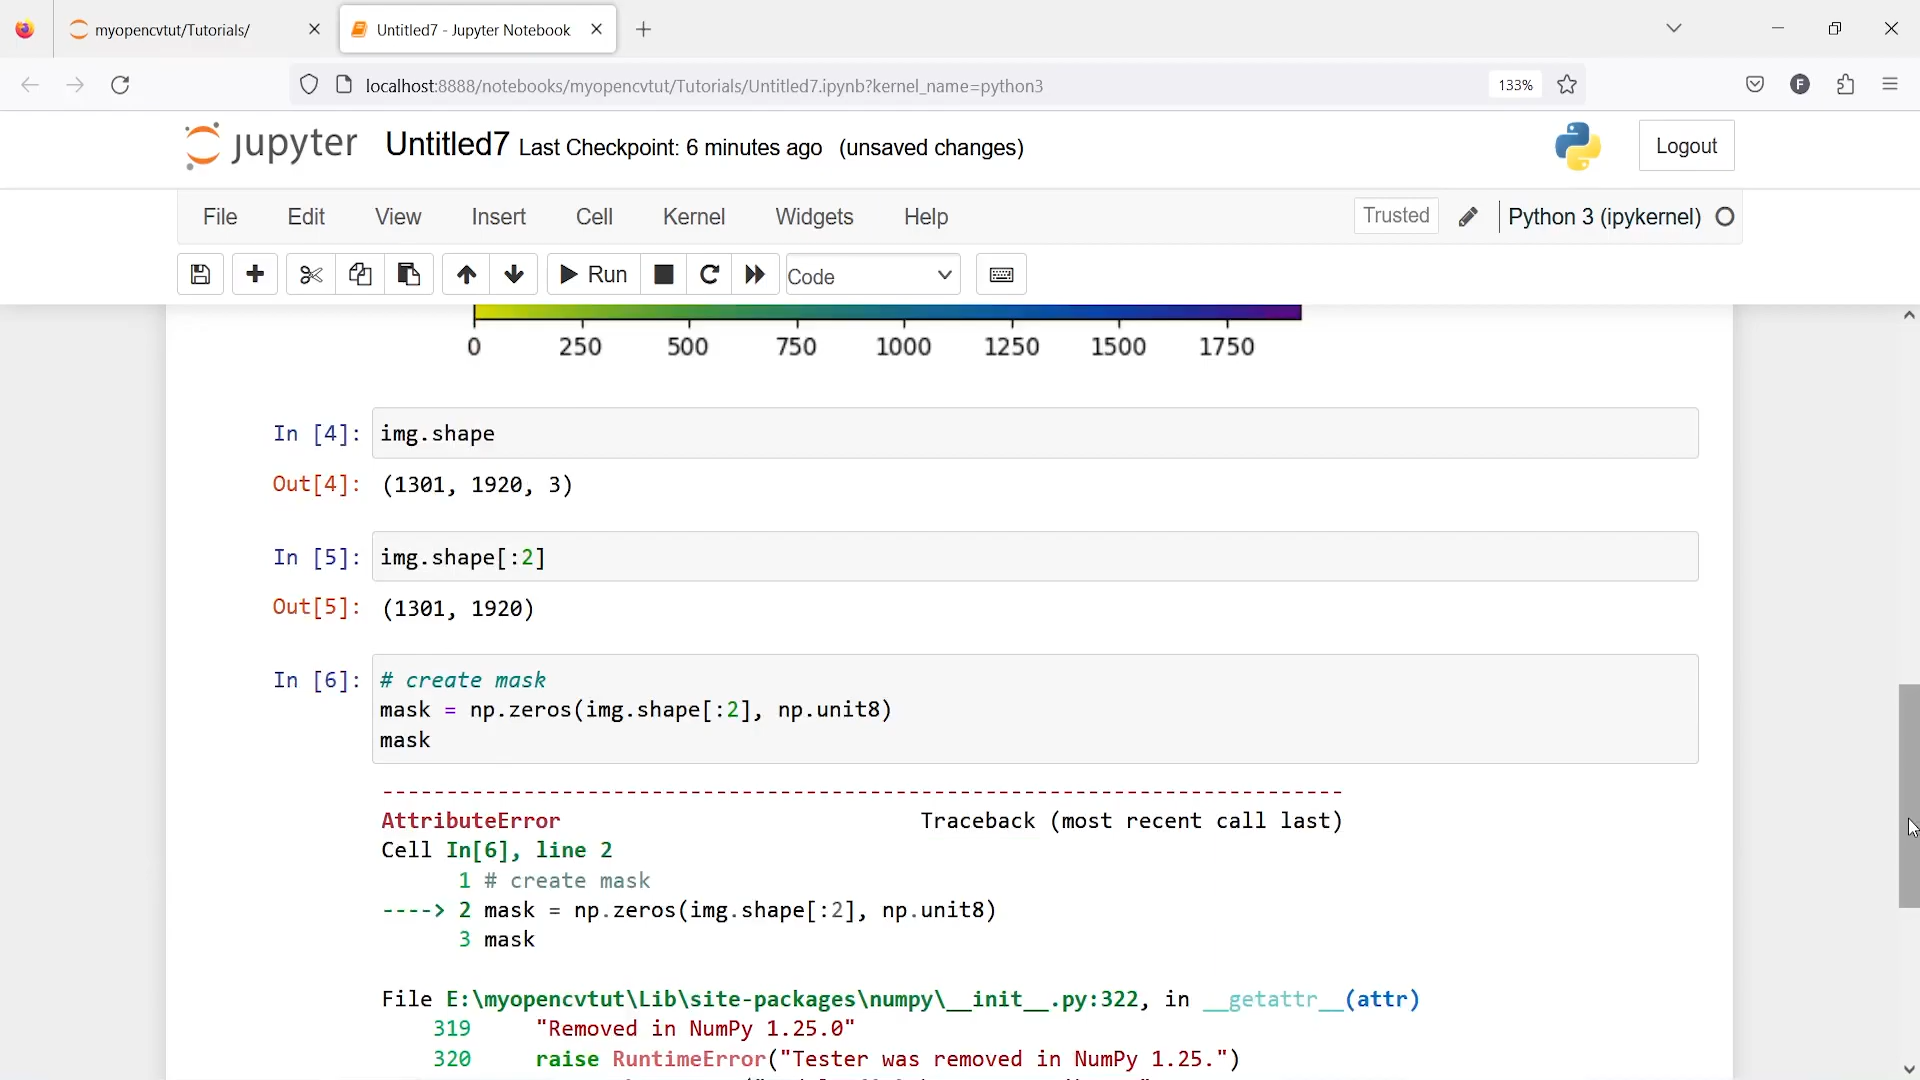 myopencvtut/Tutorials/
Untitled7 - Jupyter Notebook
localhost:8888/notebooks/myopencvtut/Tutorials/Untitled7.ipynb?kernel_name=python3
133%
F
jupyter Untitled7 Last Checkpoint: 6 minutes ago (unsaved changes)
Logout
File Edit View Insert Cell Kernel Widgets Help
Trusted Python 3 (ipykernel)
Run Code
0 250 500 750 1000 1250 1500 1750
In [4]: img.shape
Out[4]: (1301, 1920, 3)
In [5]: img.shape[:2]
Out[5]: (1301, 1920)
In [6]: # create mask
mask = np.zeros(img.shape[:2], np.unit8)
mask
---------------------------------------------------------------------------
AttributeError Traceback (most recent call last)
Cell In[6], line 2
1 # create mask
----> 2 mask = np.zeros(img.shape[:2], np.unit8)
3 mask
File E:\myopencvtut\Lib\site-packages\numpy\__init__.py:322, in __getattr__(attr)
319 "Removed in NumPy 1.25.0"
320 raise RuntimeError("Tester was removed in NumPy 1.25.")